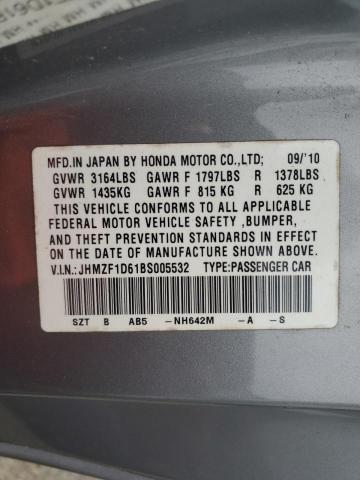 MFD.IN JAPAN BY HONDA MOTOR CO.,LTD; 09/'10
GVWR 3164LBS GAWR F 1797LBS R 1378LBS
GVWR 1435KG GAWR F 815 KG R 625 KG
THIS VEHICLE CONFORMS TO ALL APPLICABLE
FEDERAL MOTOR VEHICLE SAFETY ,BUMPER,
AND THEFT PREVENTION STANDARDS IN EFFECT
ON THE DATE OF MANUFACTURE SHOWN ABOVE.
V.I.N.: JHMZF1D61BS005532 TYPE:PASSENGER CAR
SZT B AB5 -NH642M -A -S